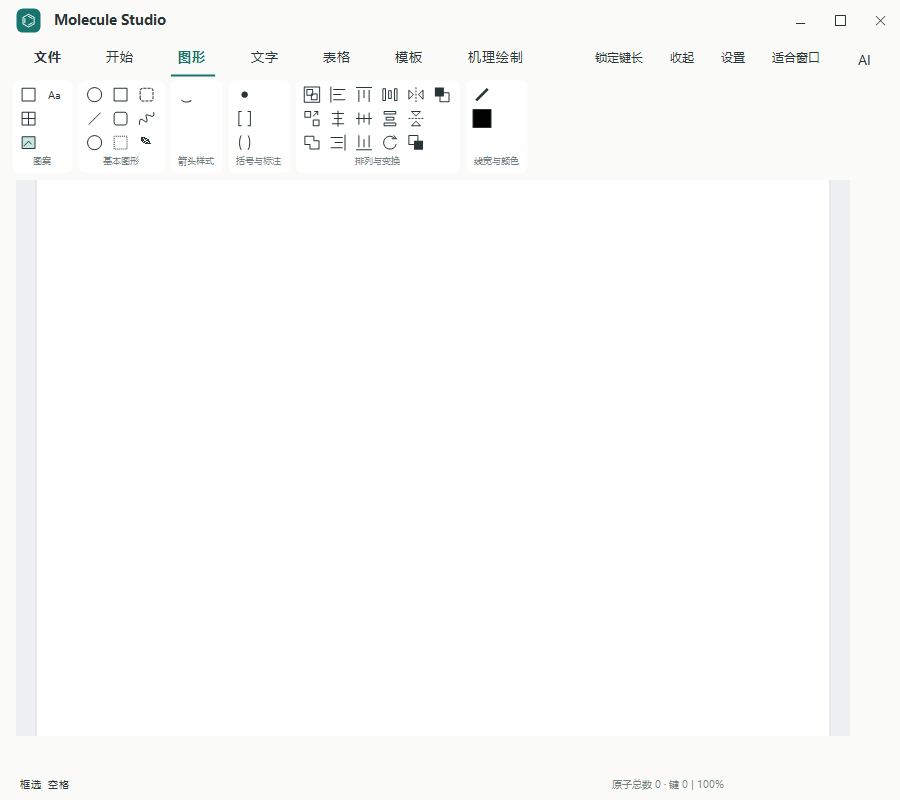 Molecule Studio
文件 开始 图形 文字 表格 模板 机理绘制 锁定键长 收起 设置 适合窗口 AI
Aa
[ ]
( )
图案 基本图形 箭头样式 括号与标注 排列与变换 线宽与颜色
框选 空格 原子总数 0 · 键 0 | 100%